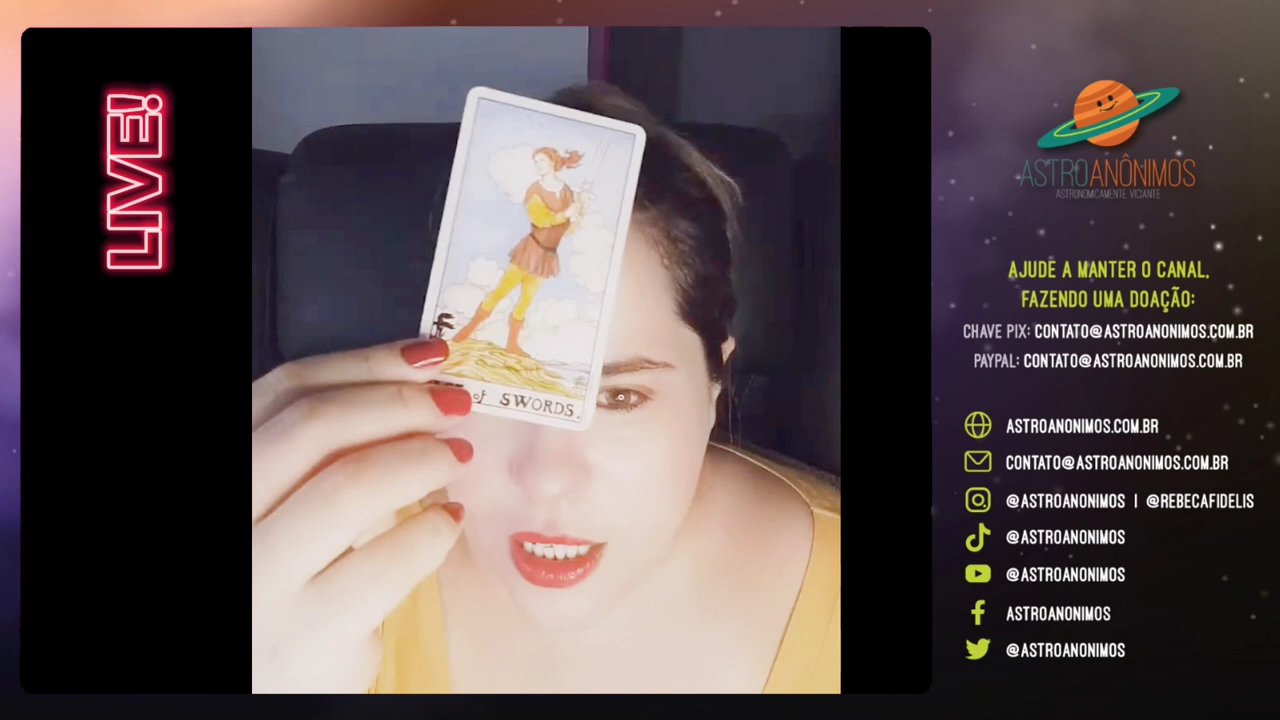 LIVE!
of SWORDS.
ASTROANÔNIMOS
ASTRONOMICAMENTE VICIANTE
AJUDE A MANTER O CANAL,
FAZENDO UMA DOAÇÃO:
CHAVE PIX: CONTATO@ASTROANONIMOS.COM.BR
PAYPAL: CONTATO@ASTROANONIMOS.COM.BR
ASTROANONIMOS.COM.BR
CONTATO@ASTROANONIMOS.COM.BR
@ASTROANONIMOS | @REBECAFIDELIS
@ASTROANONIMOS
@ASTROANONIMOS
ASTROANONIMOS
@ASTROANONIMOS